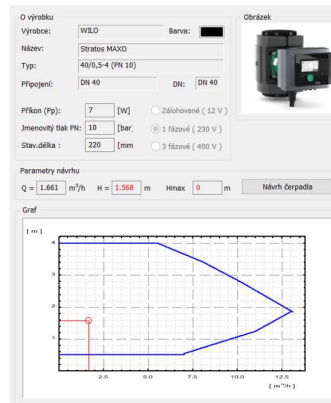 O výrobku
Obrázek
Výrobce: WILO Barva:
Název: Stratos MAXO
Typ: 40/0,5-4 (PN 10)
Připojení: DN 40 DN: DN 40
Příkon (Pp): 7 [W] Zálohované ( 12 V )
Jmenovitý tlak PN: 10 [bar] 1 fázové ( 230 V )
Stav.délka : 220 [mm 3 fázové ( 400 V )
Parametry návrhu
Q = 1.661 m³/h H = 1.568 m Hmax 0 m Návrh čerpadla
Graf
[ m ]
4
3
2
1
2.5 5.0 7.5 10.0 12.5
[ m³/h ]